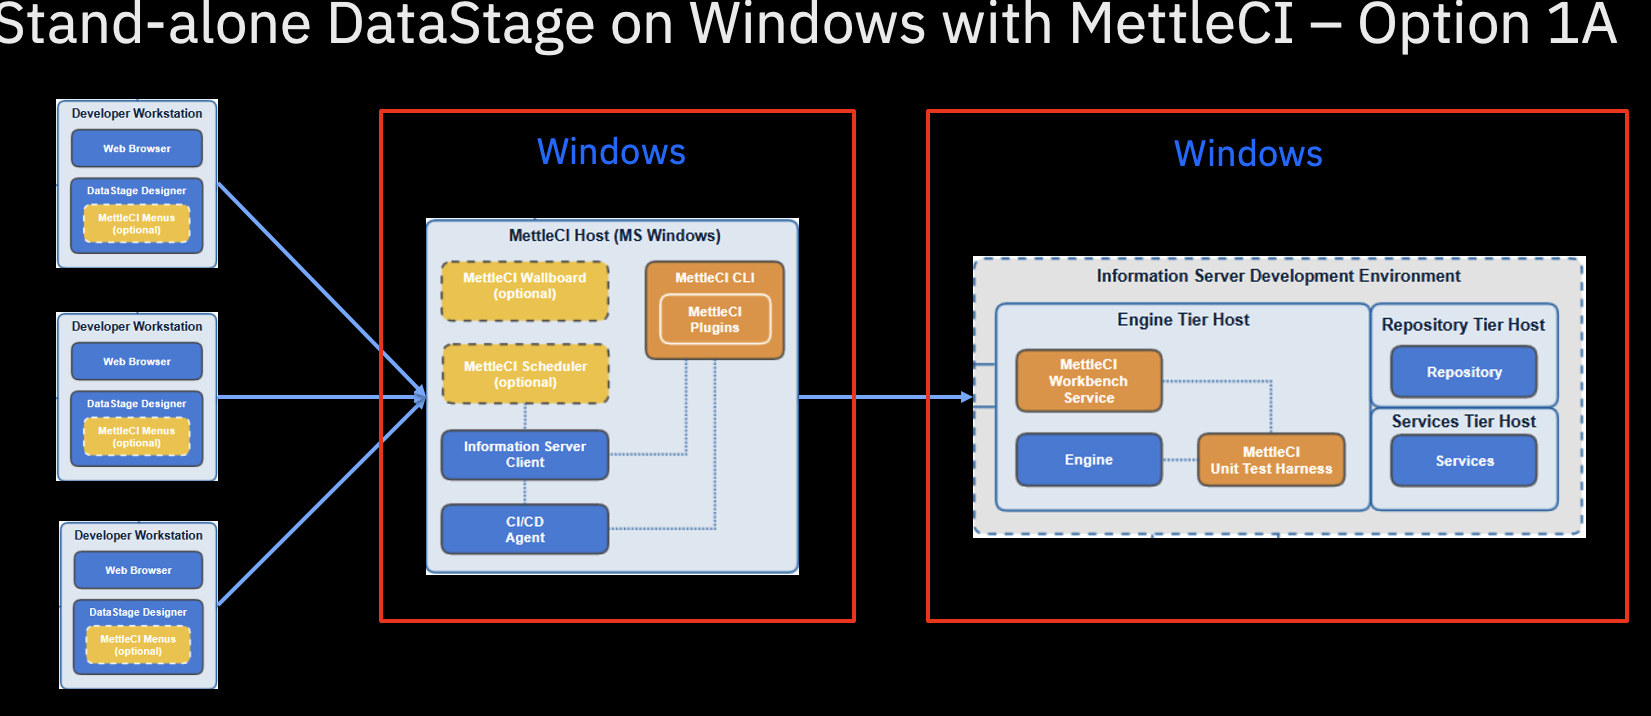 Stand-alone DataStage on Windows with MettleCI – Option 1A
Developer Workstation
Web Browser
DataStage Designer
MettleCI Menus
(optional)
Developer Workstation
Web Browser
DataStage Designer
MettleCI Menus
(optional)
Developer Workstation
Web Browser
DataStage Designer
MettleCI Menus
(optional)
Windows
MettleCI Host (MS Windows)
MettleCI Wallboard
(optional)
MettleCI CLI
MettleCI
Plugins
MettleCI Scheduler
(optional)
Information Server
Client
CI/CD
Agent
Windows
Information Server Development Environment
Engine Tier Host
MettleCI
Workbench
Service
Engine
MettleCI
Unit Test Harness
Repository Tier Host
Repository
Services Tier Host
Services